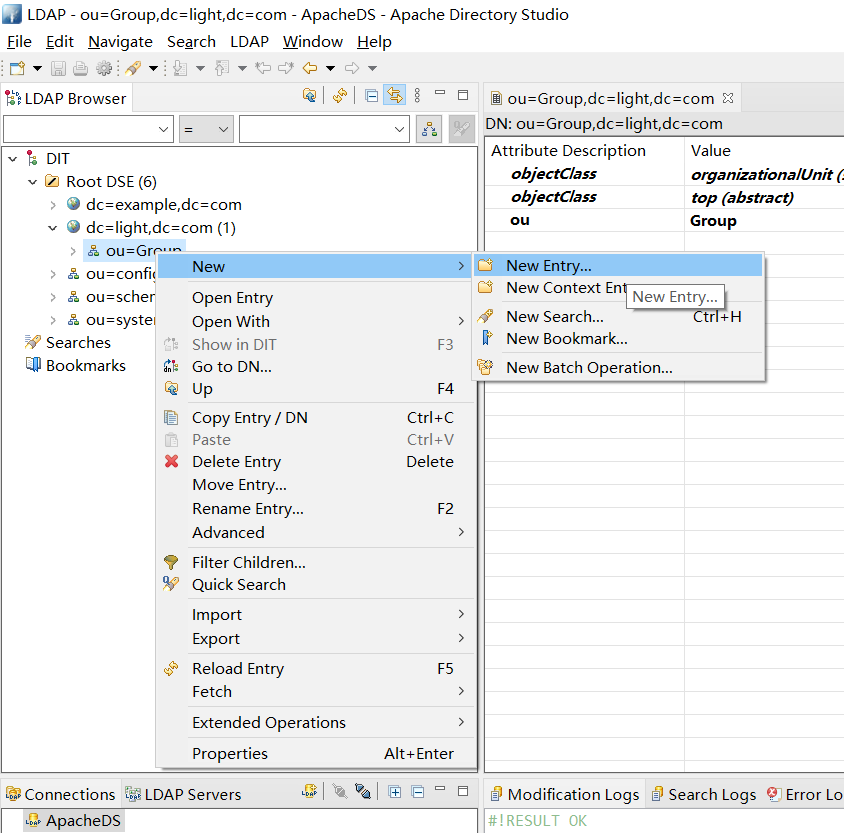 LDAP - ou=Group,dc=light,dc=com - ApacheDS - Apache Directory Studio
File Edit Navigate Search LDAP Window Help
LDAP Browser
=
DIT
Root DSE (6)
dc=example,dc=com
dc=light,dc=com (1)
ou=Group
ou=config
ou=schem
ou=system
Searches
Bookmarks
New
Open Entry
Open With
Show in DIT F3
Go to DN...
Up F4
Copy Entry / DN Ctrl+C
Paste Ctrl+V
Delete Entry Delete
Move Entry...
Rename Entry... F2
Advanced
Filter Children...
Quick Search
Import
Export
Reload Entry F5
Fetch
Extended Operations
Properties Alt+Enter
New Entry...
New Context Ent
New Entry...
New Search... Ctrl+H
New Bookmark...
New Batch Operation...
ou=Group,dc=light,dc=com
DN: ou=Group,dc=light,dc=com
Attribute Description Value
objectClass organizationalUnit (
objectClass top (abstract)
ou Group
Connections LDAP Servers
ApacheDS
Modification Logs Search Logs Error Lo
#!RESULT OK